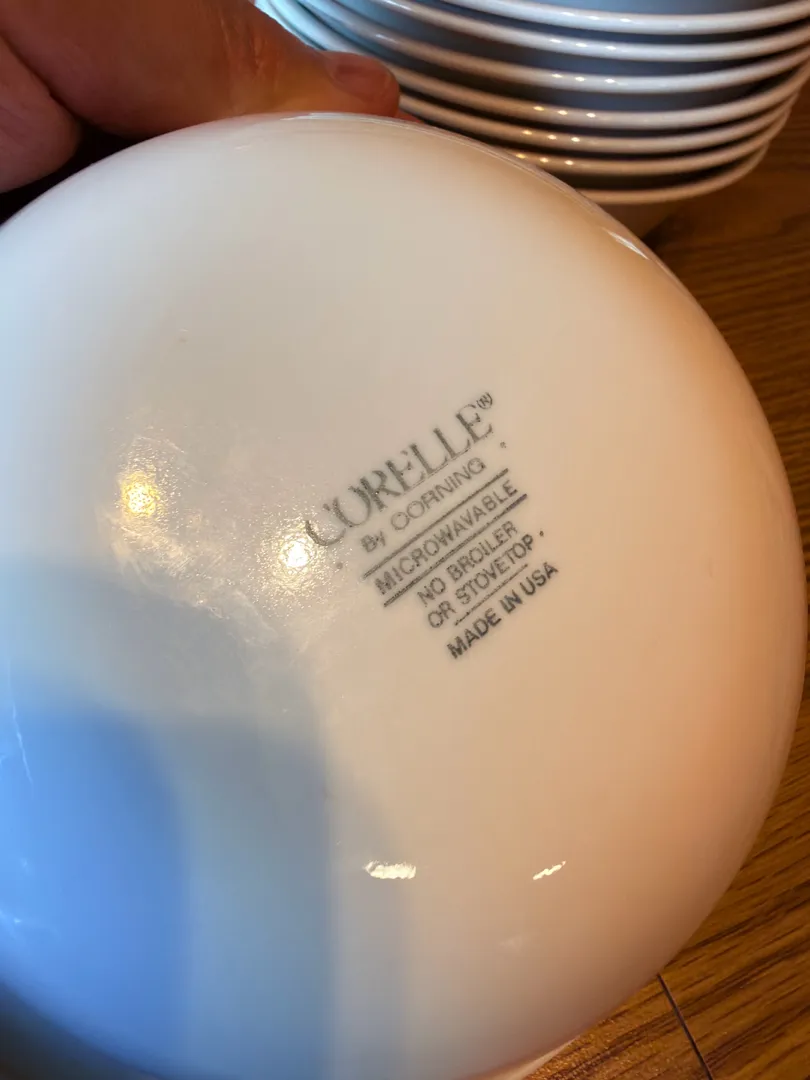 CORELLE®
By CORNING
MICROWAVABLE
NO BROILER
OR STOVETOP
MADE IN USA